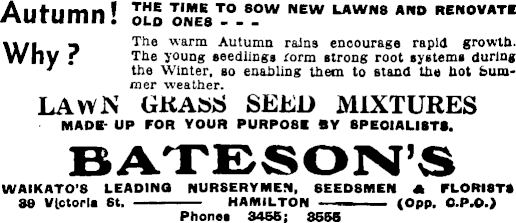 Autumn! THE TIME TO SOW NEW LAWNS AND RENOVATE
OLD ONES - - -
Why? The warm Autumn rains encourage rapid growth.
The young seedlings form strong root systems during
the Winter, so enabling them to stand the hot Sum-
mer weather.
LAWN GRASS SEED MIXTURES
MADE-UP FOR YOUR PURPOSE BY SPECIALISTS.
BATESON'S
WAIKATO'S LEADING NURSERYMEN, SEEDSMEN & FLORISTS
39 Victoria St. HAMILTON (Opp. C.P.O.)
Phones 3455; 3556